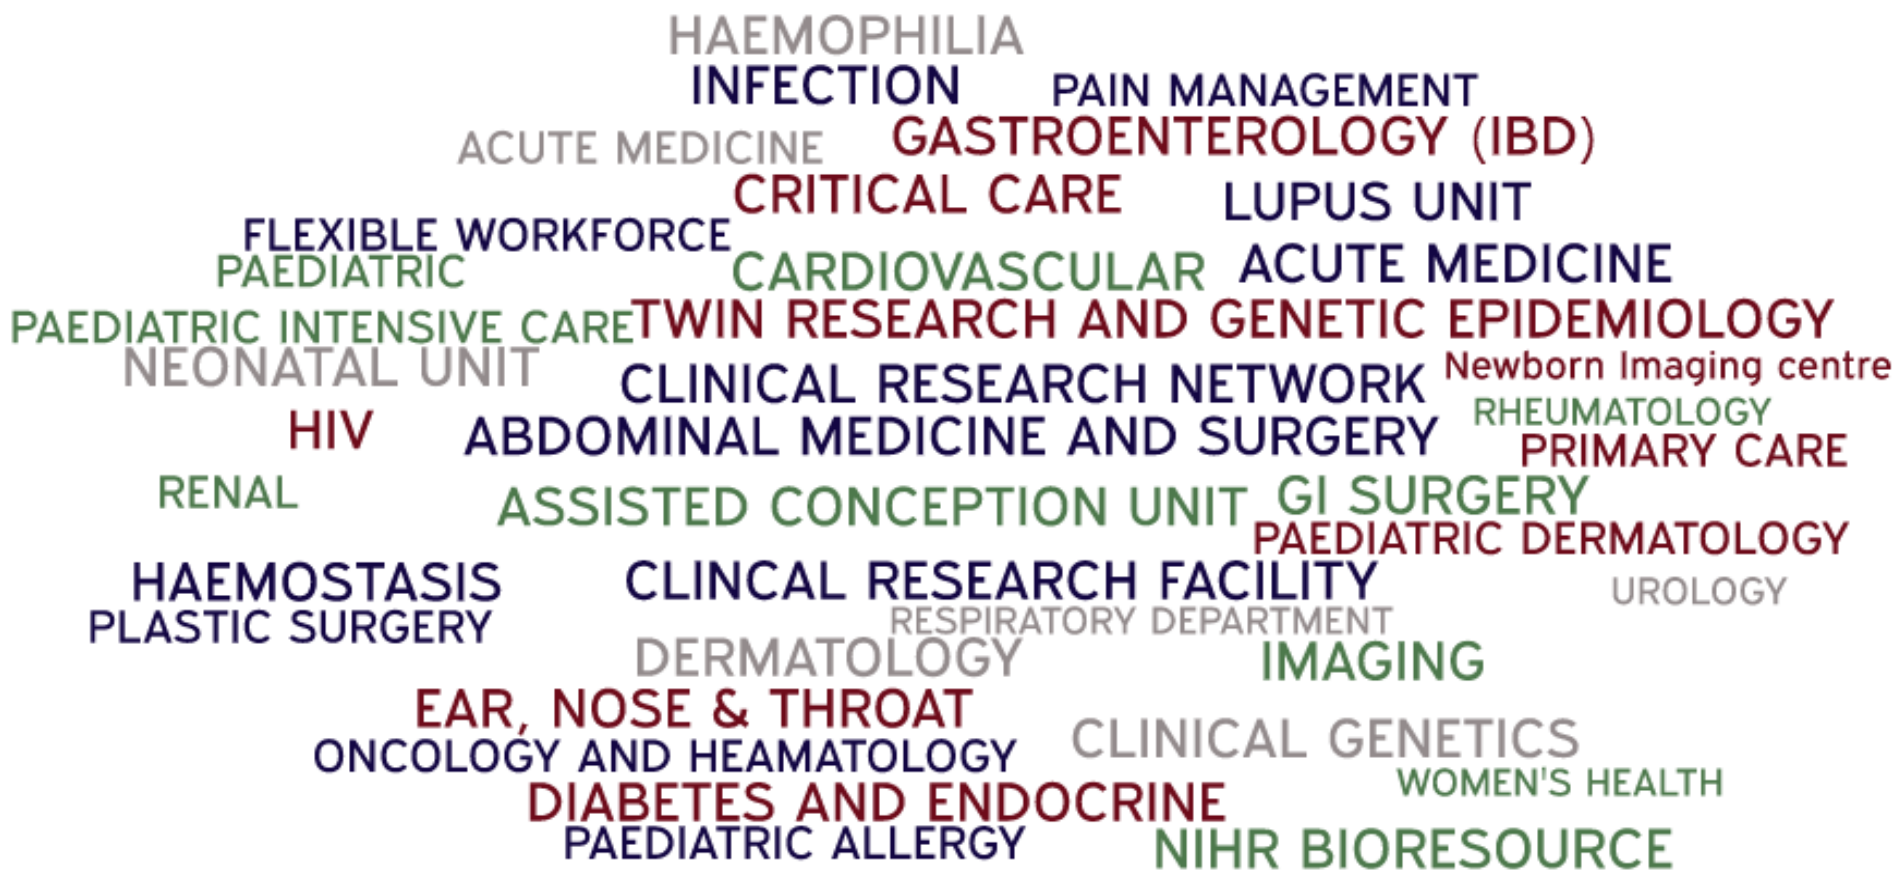 HAEMOPHILIA
INFECTION
PAIN MANAGEMENT
ACUTE MEDICINE
GASTROENTEROLOGY (IBD)
CRITICAL CARE
LUPUS UNIT
FLEXIBLE WORKFORCE
PAEDIATRIC
CARDIOVASCULAR
ACUTE MEDICINE
PAEDIATRIC INTENSIVE CARE
TWIN RESEARCH AND GENETIC EPIDEMIOLOGY
NEONATAL UNIT
CLINICAL RESEARCH NETWORK
Newborn Imaging centre
HIV
ABDOMINAL MEDICINE AND SURGERY
RHEUMATOLOGY
PRIMARY CARE
RENAL
ASSISTED CONCEPTION UNIT
GI SURGERY
PAEDIATRIC DERMATOLOGY
HAEMOSTASIS
CLINCAL RESEARCH FACILITY
UROLOGY
PLASTIC SURGERY
RESPIRATORY DEPARTMENT
DERMATOLOGY
IMAGING
EAR, NOSE & THROAT
CLINICAL GENETICS
ONCOLOGY AND HEAMATOLOGY
WOMEN'S HEALTH
DIABETES AND ENDOCRINE
PAEDIATRIC ALLERGY
NIHR BIORESOURCE